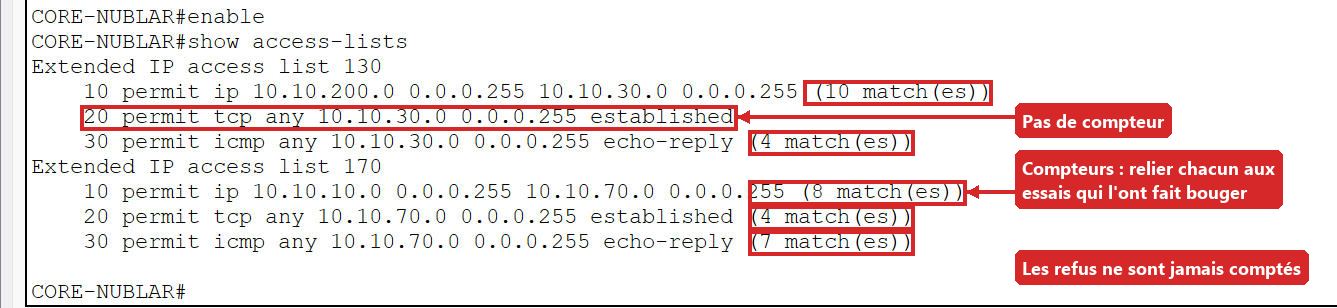 CORE-NUBLAR#enable
CORE-NUBLAR#show access-lists
Extended IP access list 130
10 permit ip 10.10.200.0 0.0.0.255 10.10.30.0 0.0.0.255 (10 match(es))
20 permit tcp any 10.10.30.0 0.0.0.255 established
Pas de compteur
30 permit icmp any 10.10.30.0 0.0.0.255 echo-reply (4 match(es))
Extended IP access list 170
10 permit ip 10.10.10.0 0.0.0.255 10.10.70.0 0.0.0.255 (8 match(es))
Compteurs : relier chacun aux
essais qui l'ont fait bouger
20 permit tcp any 10.10.70.0 0.0.0.255 established (4 match(es))
30 permit icmp any 10.10.70.0 0.0.0.255 echo-reply (7 match(es))
Les refus ne sont jamais comptés
CORE-NUBLAR#